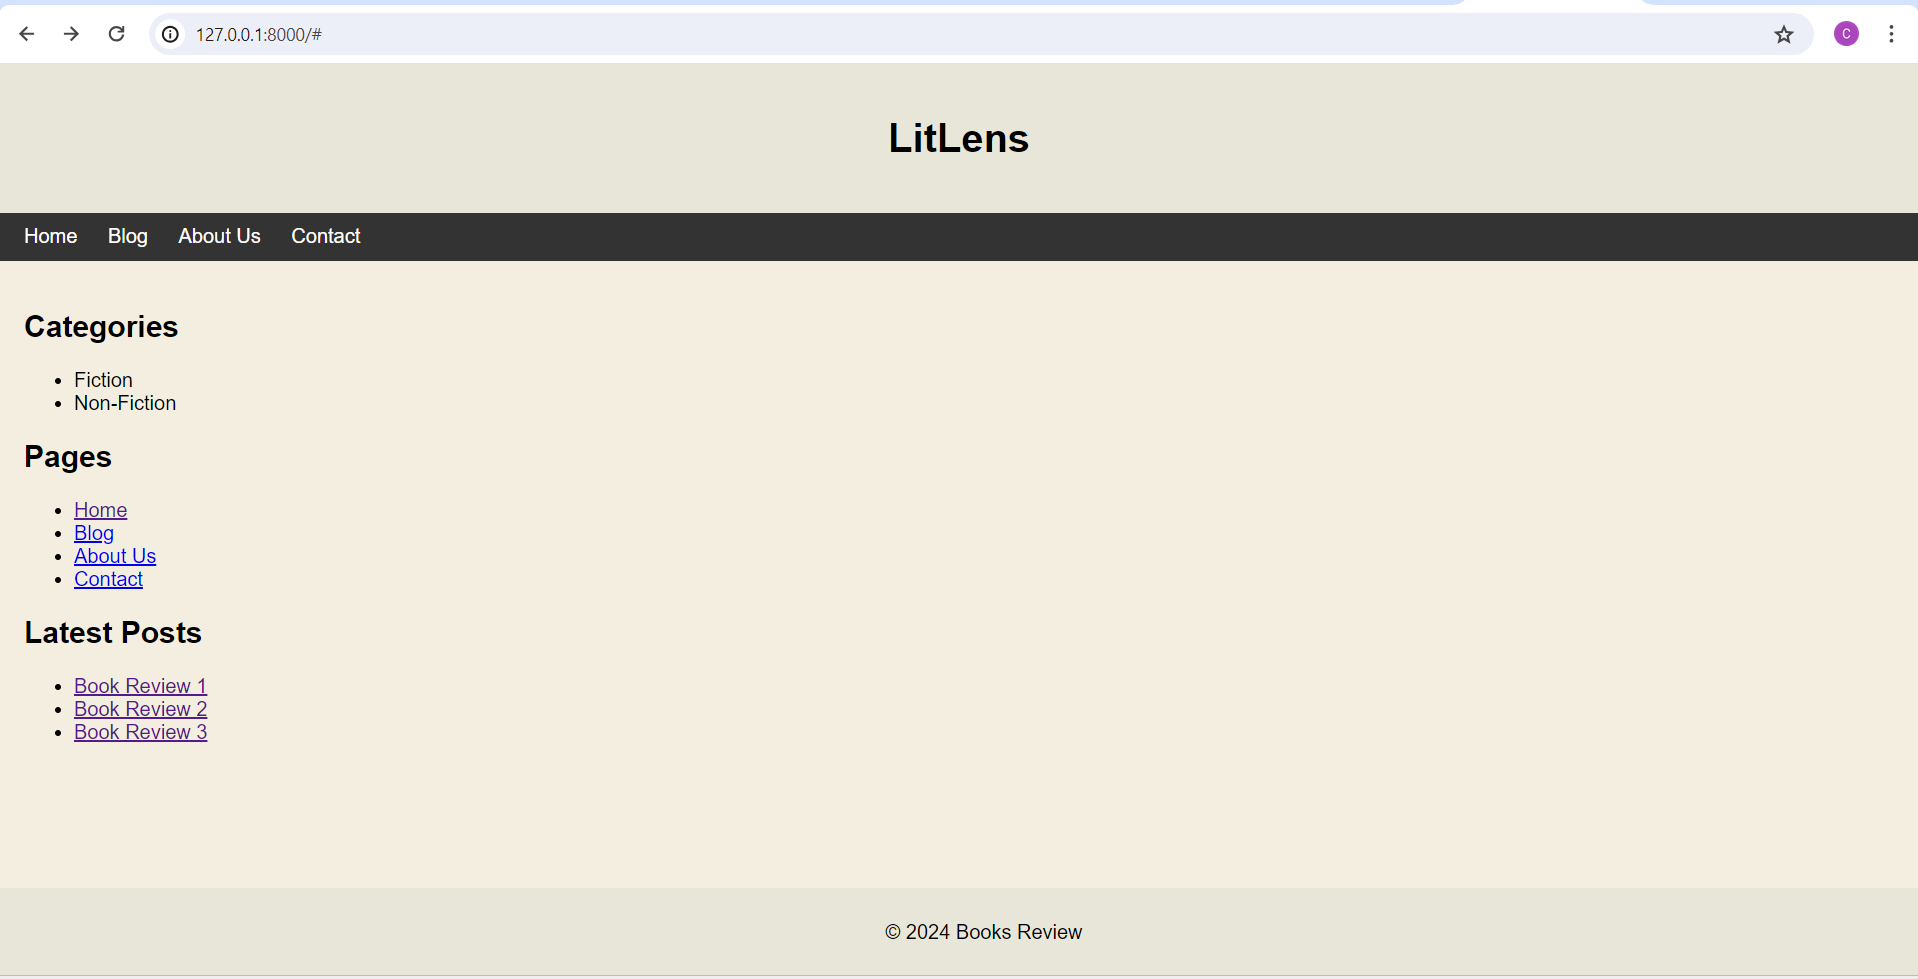 127.0.0.1:8000/#
C
LitLens
Home Blog About Us Contact
Categories
Fiction
Non-Fiction
Pages
Home
Blog
About Us
Contact
Latest Posts
Book Review 1
Book Review 2
Book Review 3
© 2024 Books Review